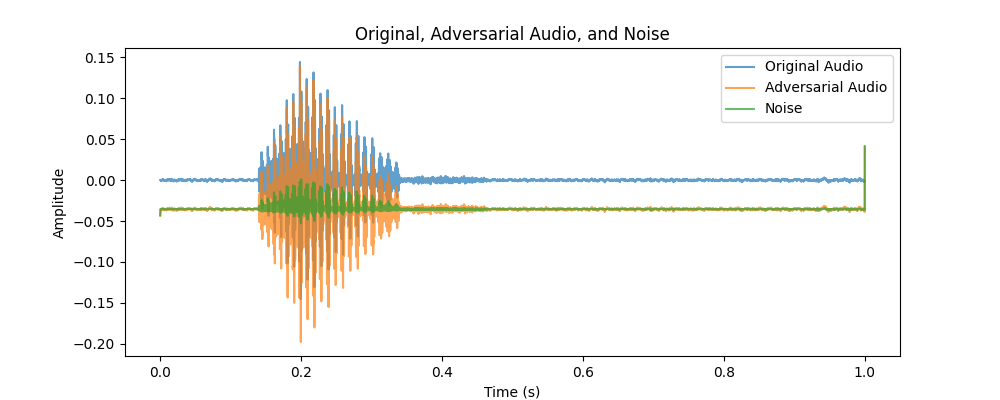 Original, Adversarial Audio, and Noise
Original Audio
Adversarial Audio
Noise
Amplitude
0.15
0.10
0.05
0.00
−0.05
−0.10
−0.15
−0.20
0.0 0.2 0.4 0.6 0.8 1.0
Time (s)